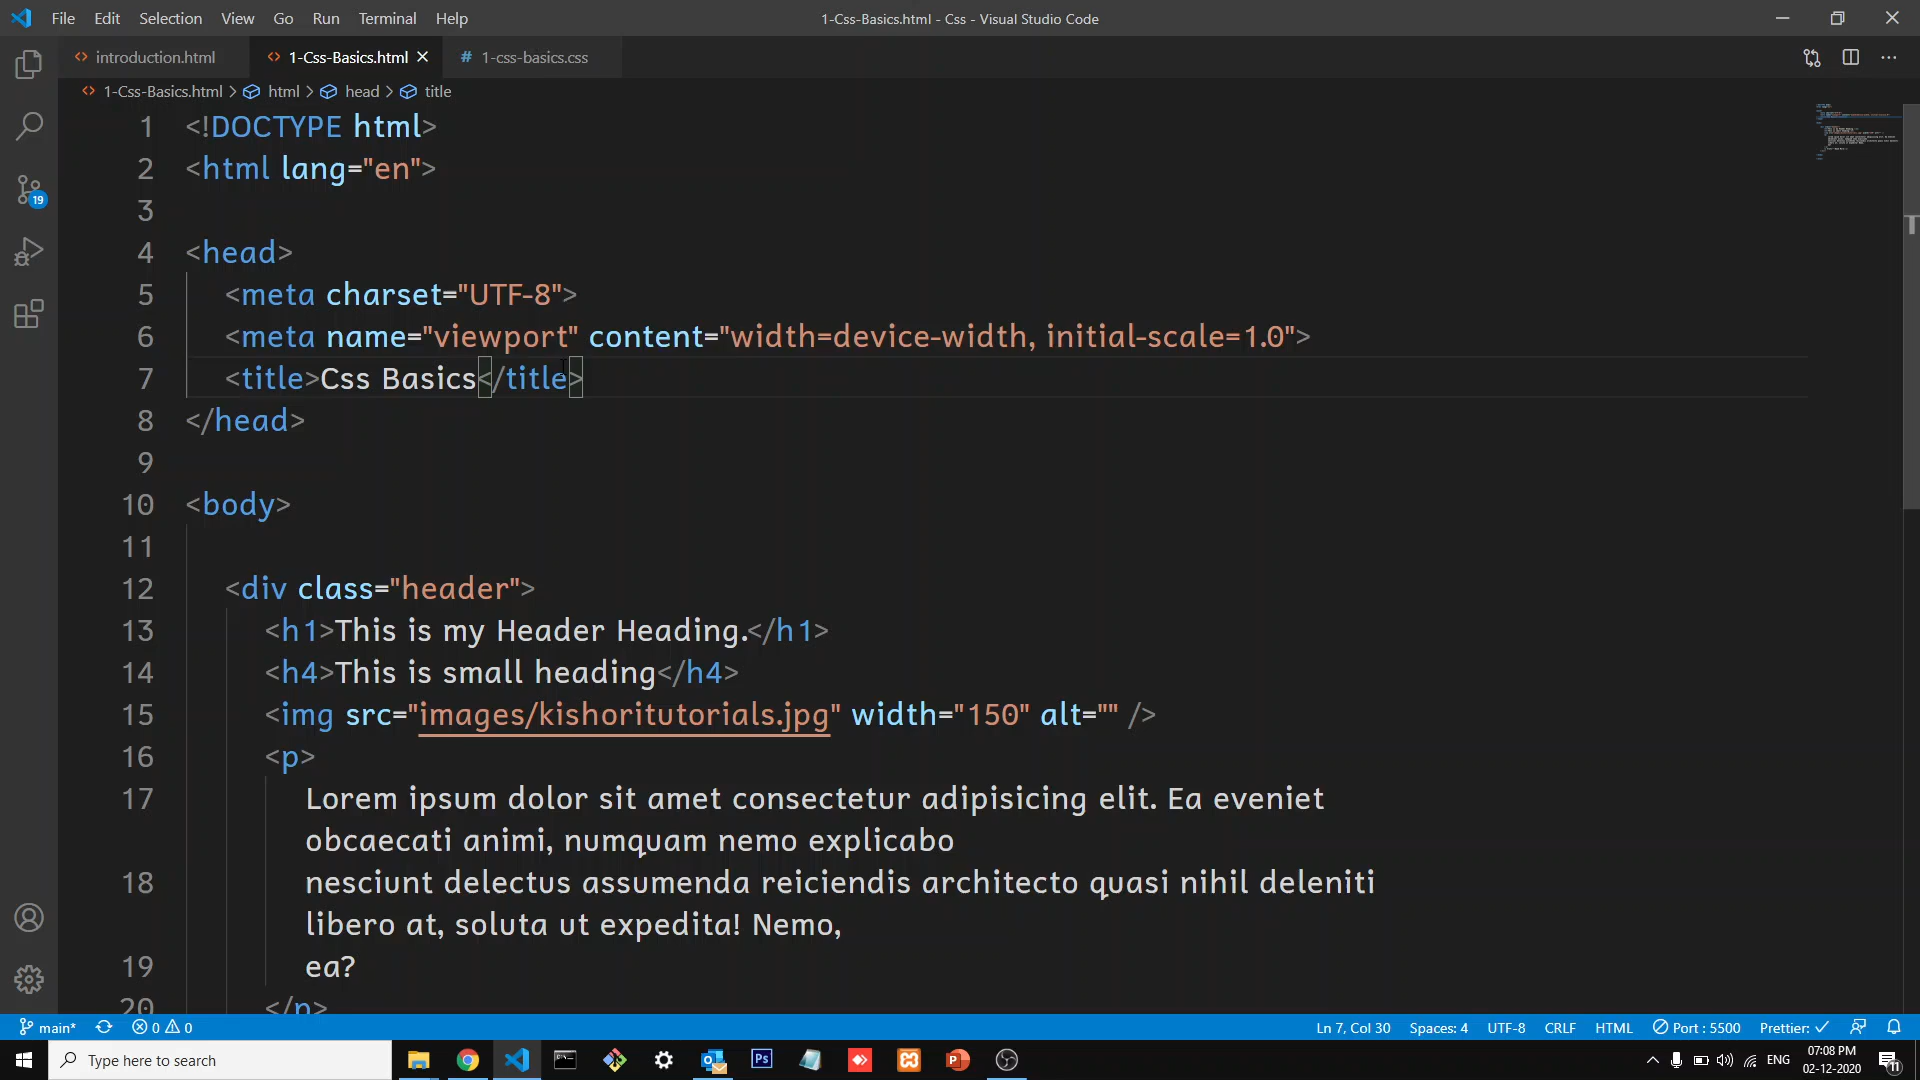 File Edit Selection View Go Run Terminal Help
1-Css-Basics.html - Css - Visual Studio Code
introduction.html
1-Css-Basics.html
# 1-css-basics.css
1-Css-Basics.html > html > head > title
1 <!DOCTYPE html>
2 <html lang="en">
3
4 <head>
5 <meta charset="UTF-8">
6 <meta name="viewport" content="width=device-width, initial-scale=1.0">
7 <title>Css Basics</title>
8 </head>
9
10 <body>
11
12 <div class="header">
13 <h1>This is my Header Heading.</h1>
14 <h4>This is small heading</h4>
15 <img src="images/kishoritutorials.jpg" width="150" alt="" />
16 <p>
17 Lorem ipsum dolor sit amet consectetur adipisicing elit. Ea eveniet
obcaecati animi, numquam nemo explicabo
18 nesciunt delectus assumenda reiciendis architecto quasi nihil deleniti
libero at, soluta ut expedita! Nemo,
19 ea?
20 </p>
19
main* 0 0
Ln 7, Col 30 Spaces: 4 UTF-8 CRLF HTML Port : 5500 Prettier: ✓
Type here to search
Ps
P
ENG
07:08 PM
02-12-2020
11